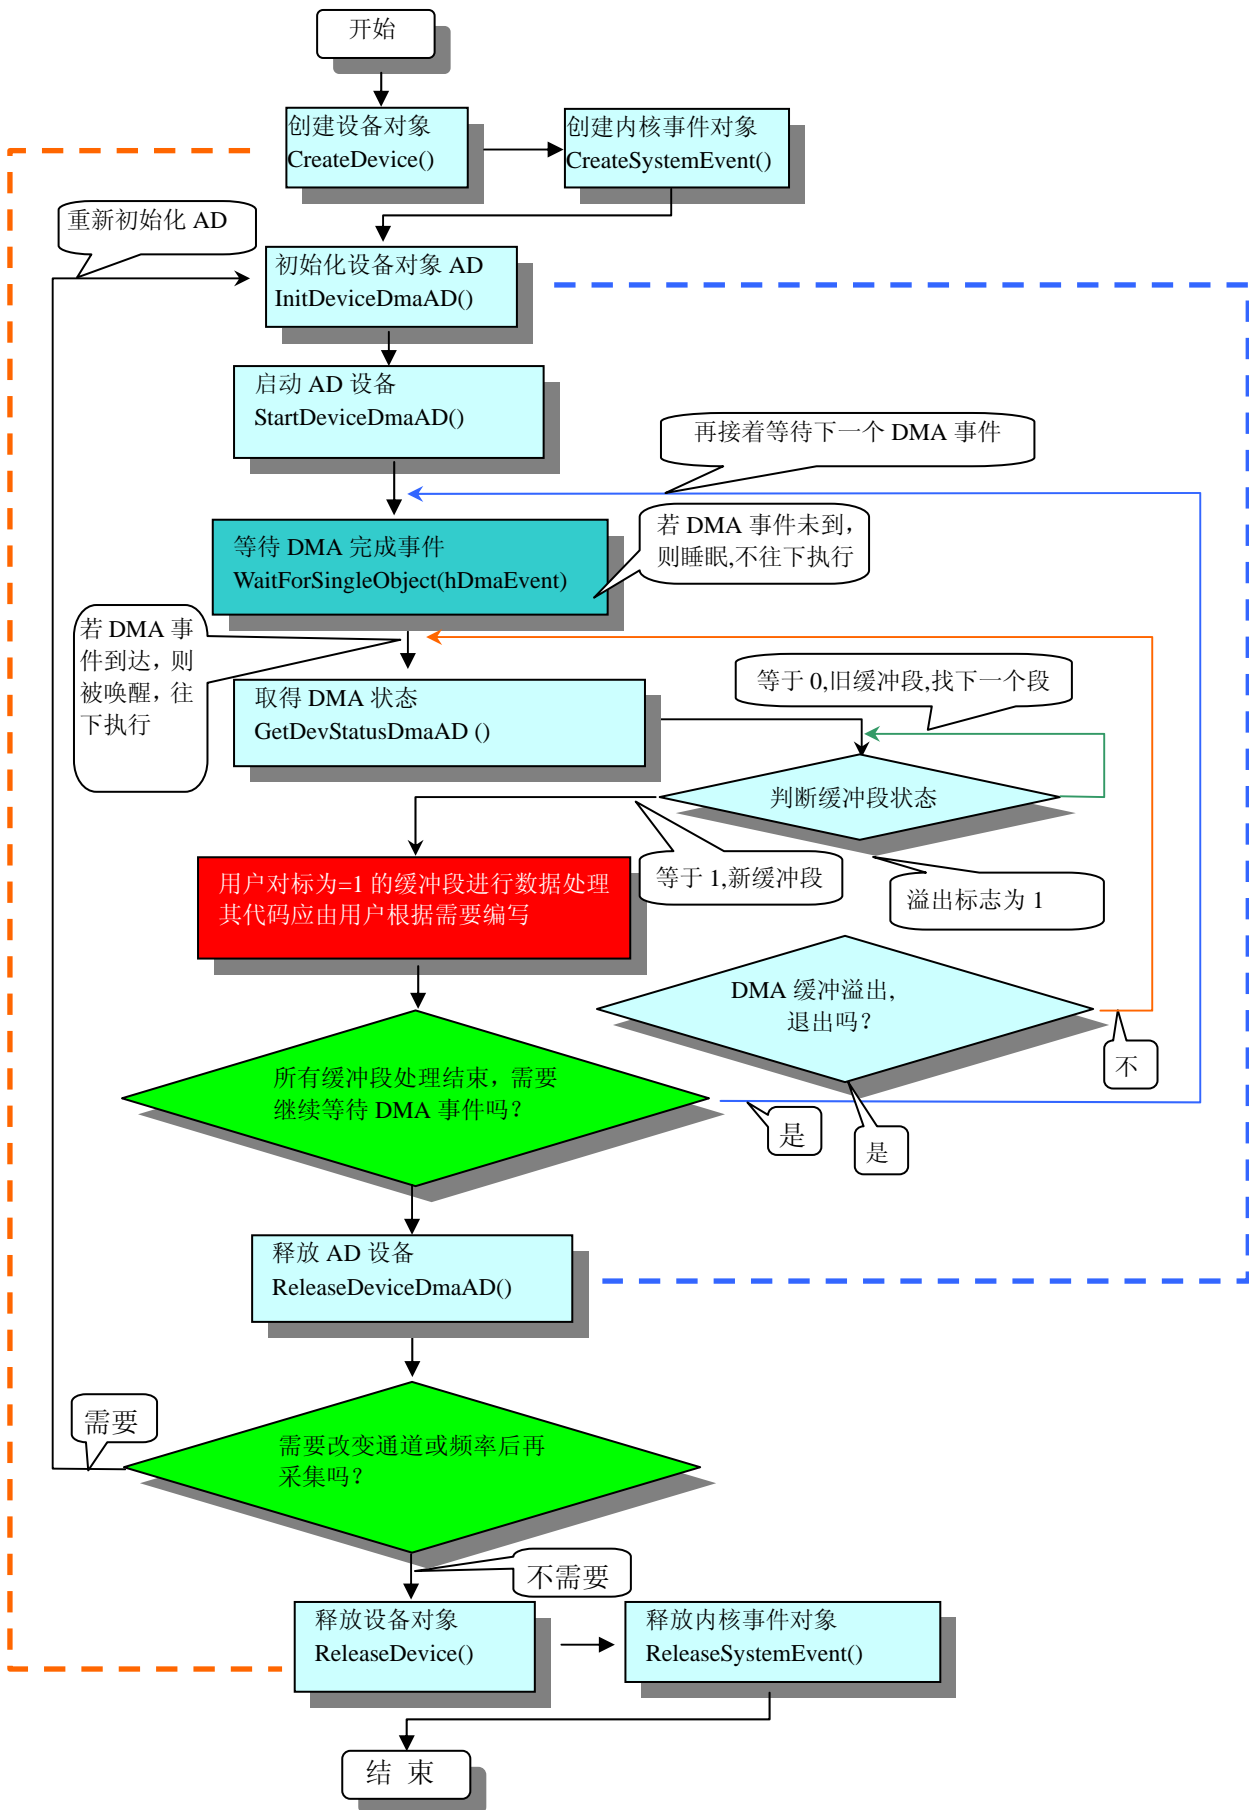 开始
创建设备对象
CreateDevice()
创建内核事件对象
CreateSystemEvent()
重新初始化 AD
初始化设备对象 AD
InitDeviceDmaAD()
启动 AD 设备
StartDeviceDmaAD()
再接着等待下一个 DMA 事件
等待 DMA 完成事件
WaitForSingleObject(hDmaEvent)
若 DMA 事件未到，
则睡眠,不往下执行
若 DMA 事
件到达，则
被唤醒，往
下执行
取得 DMA 状态
GetDevStatusDmaAD ()
等于 0,旧缓冲段,找下一个段
判断缓冲段状态
用户对标为=1 的缓冲段进行数据处理
其代码应由用户根据需要编写
等于 1,新缓冲段
溢出标志为 1
DMA 缓冲溢出,
退出吗？
不
所有缓冲段处理结束，需要
继续等待 DMA 事件吗？
是
是
释放 AD 设备
ReleaseDeviceDmaAD()
需要
需要改变通道或频率后再
采集吗？
不需要
释放设备对象
ReleaseDevice()
释放内核事件对象
ReleaseSystemEvent()
结 束